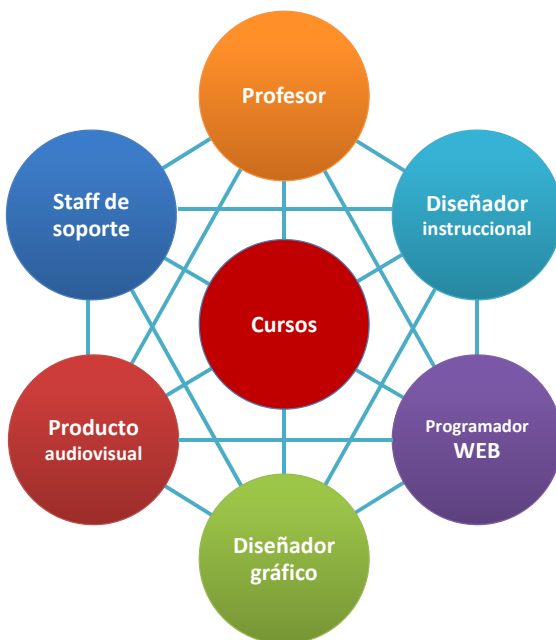 Profesor
Staff de
soporte
Diseñador
instruccional
Cursos
Producto
audiovisual
Programador
WEB
Diseñador
gráfico